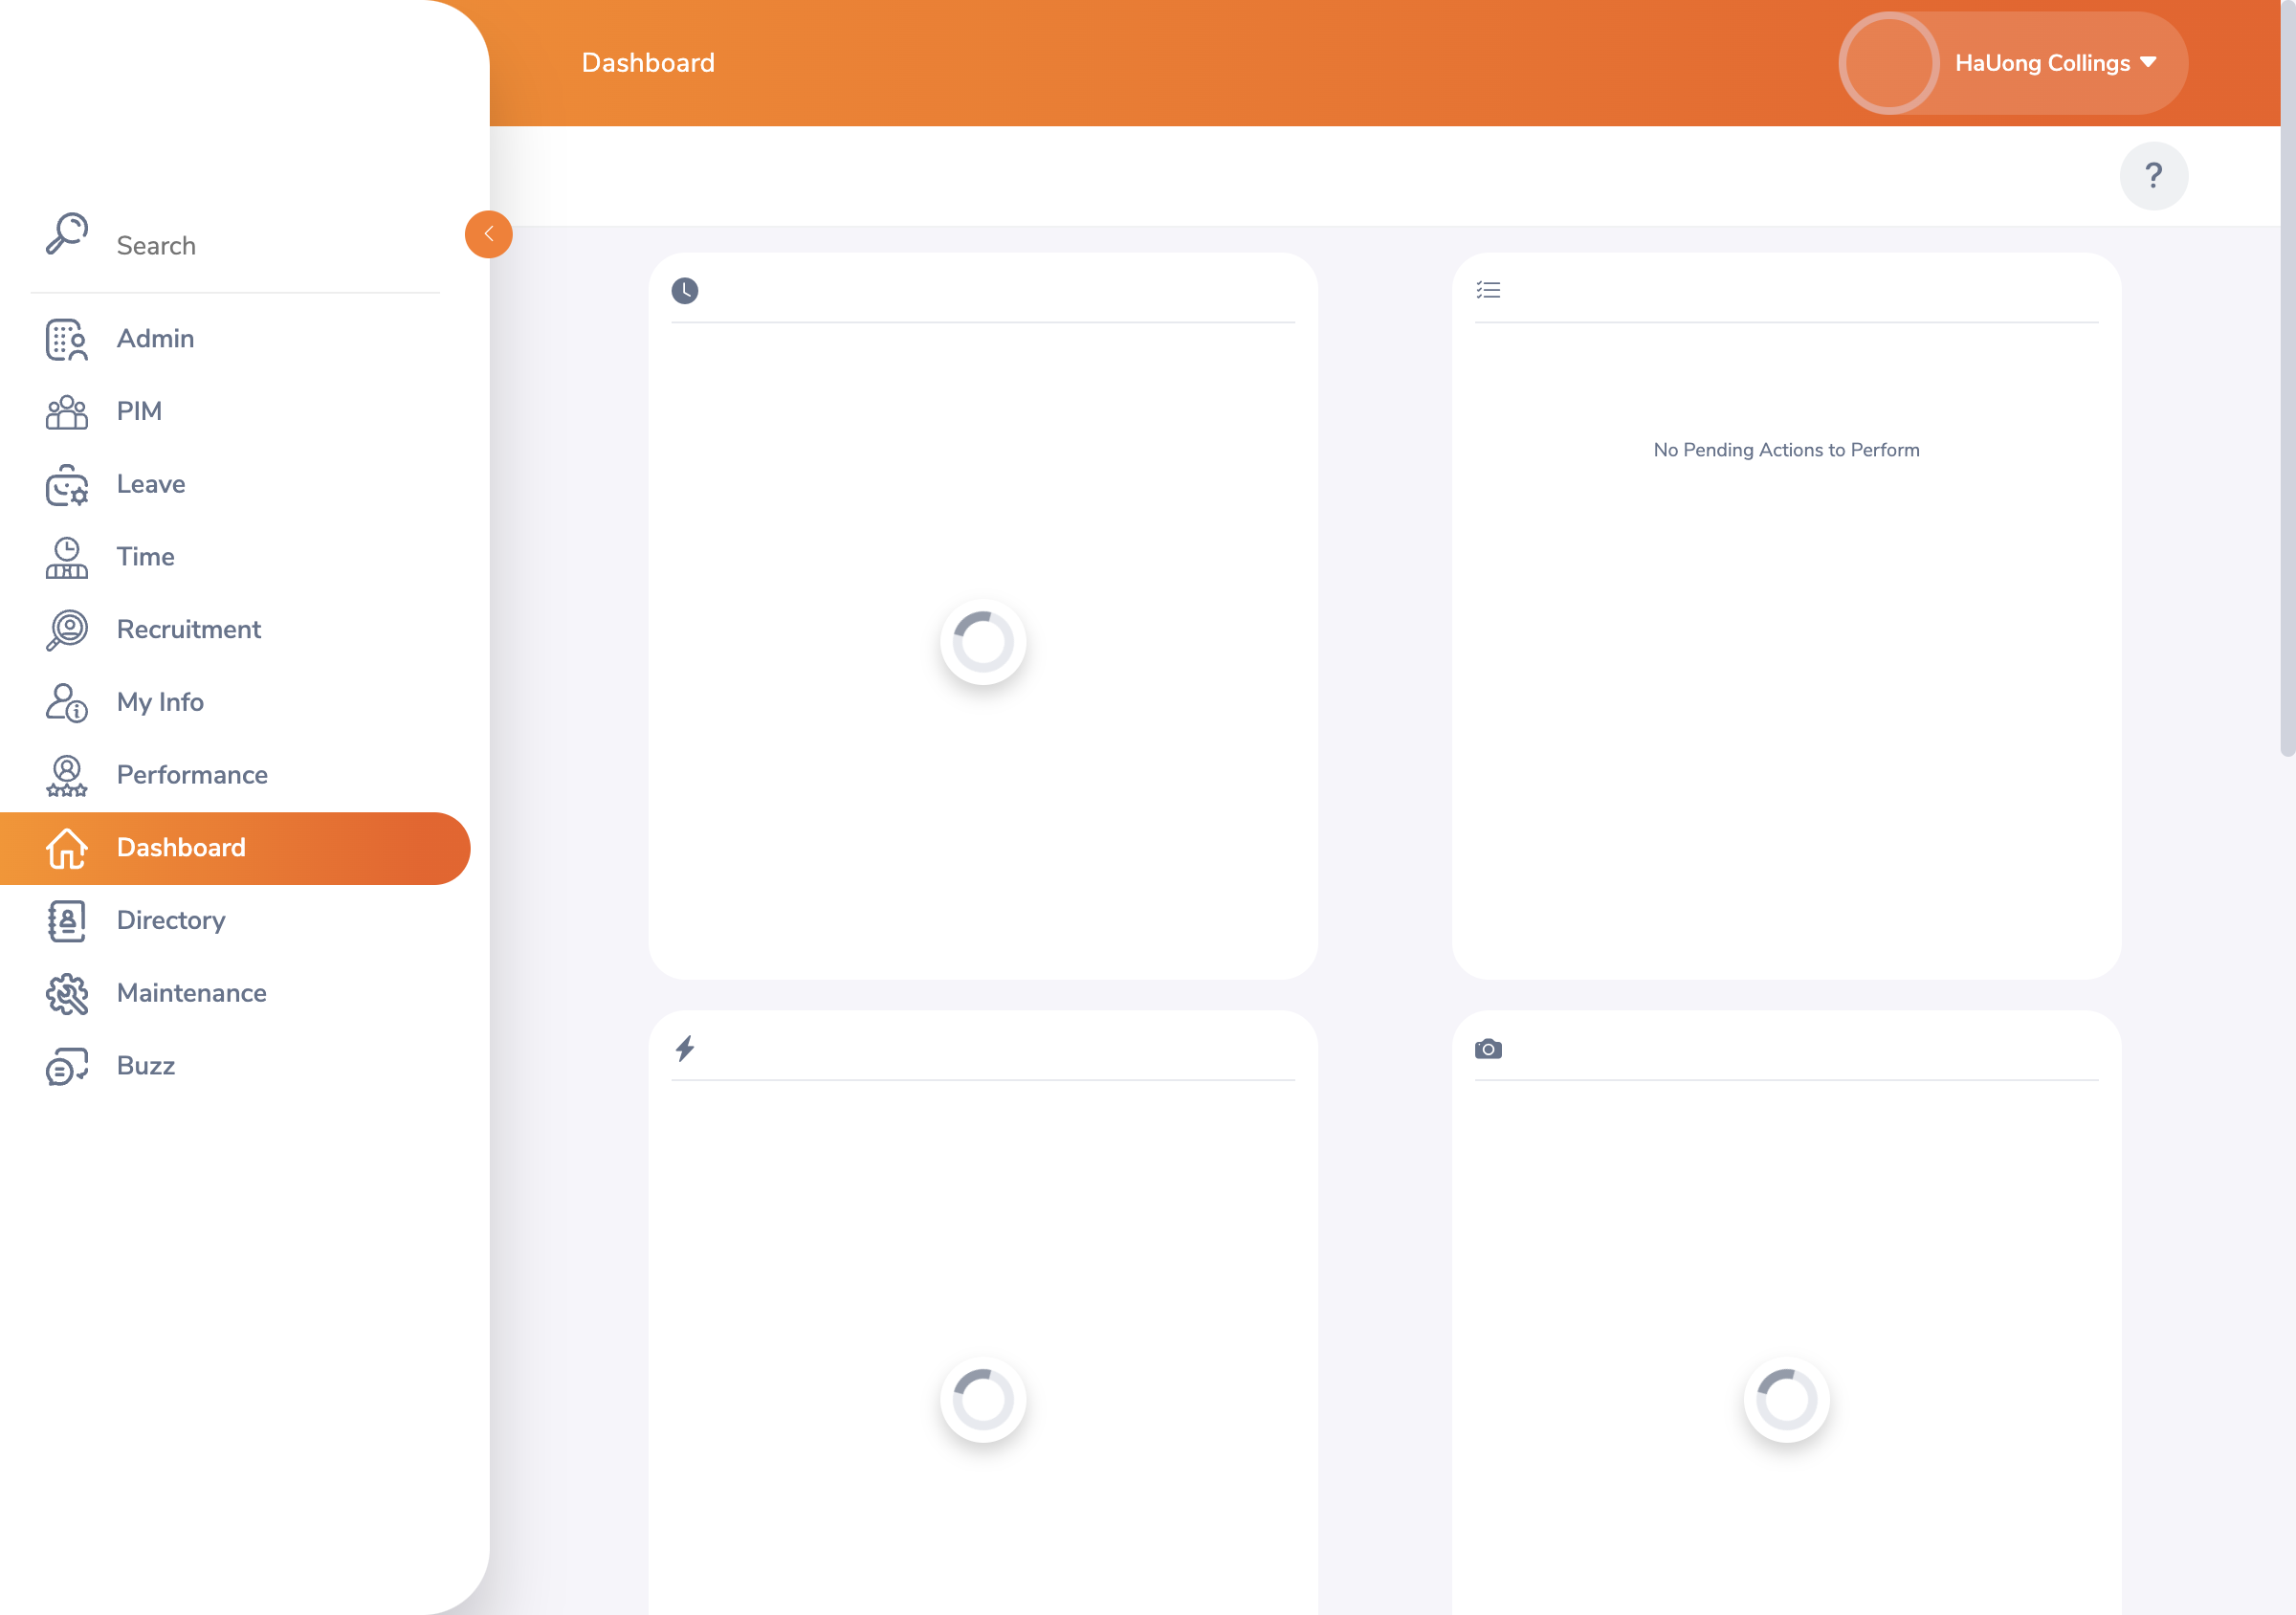 Dashboard
HaUong Collings
?
Search
Admin
PIM
Leave
Time
Recruitment
My Info
Performance
Dashboard
Directory
Maintenance
Buzz
No Pending Actions to Perform